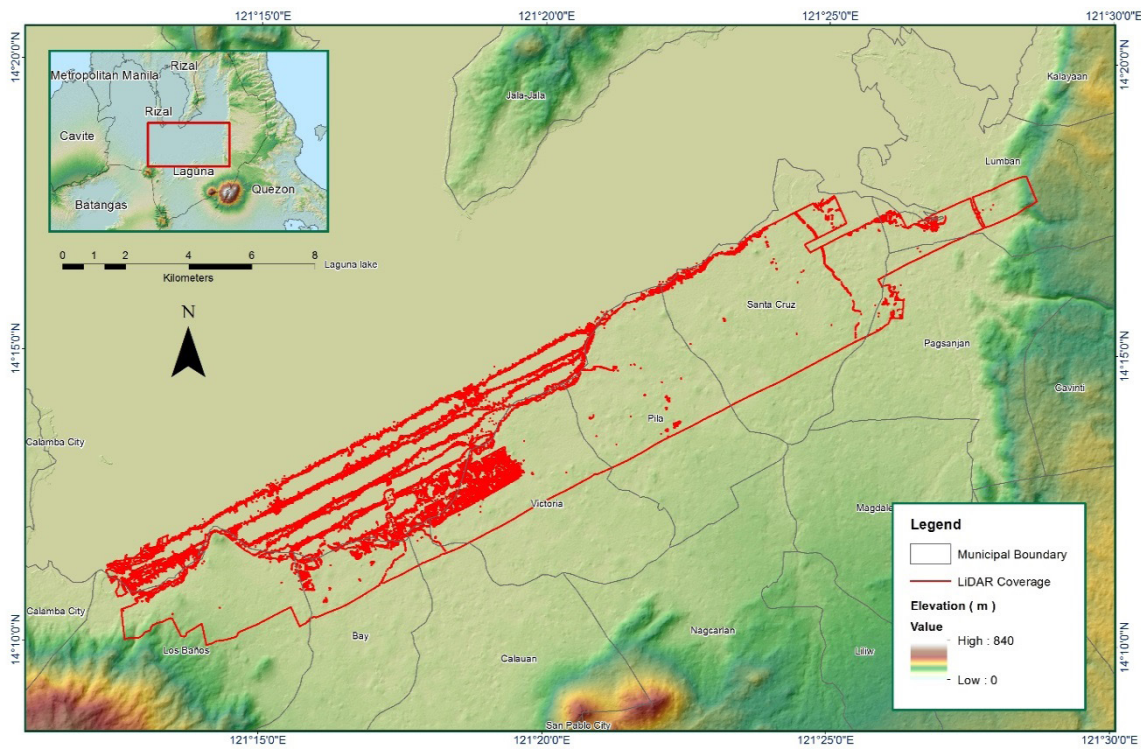 121°15'0"E
121°20'0"E
121°25'0"E
121°30'0"E
14°20'0"N
14°20'0"N
Rizal
Metropolitan Manila
Rizal
Cavite
Laguna
Quezon
Batangas
Jala-Jala
Kalayaan
Lumban
0 1 2 4 6 8
Kilometers
Laguna lake
N
Santa Cruz
14°15'0"N
14°15'0"N
Pagsanjan
Cavinti
Pila
Calamba City
Victoria
Magdale
Calamba City
14°10'0"N
14°10'0"N
Los Baños
Bay
Calauan
Nagcarlan
Liliw
San Pablo City
Legend
Municipal Boundary
LiDAR Coverage
Elevation ( m )
Value
High : 840
Low : 0
121°15'0"E
121°20'0"E
121°25'0"E
121°30'0"E